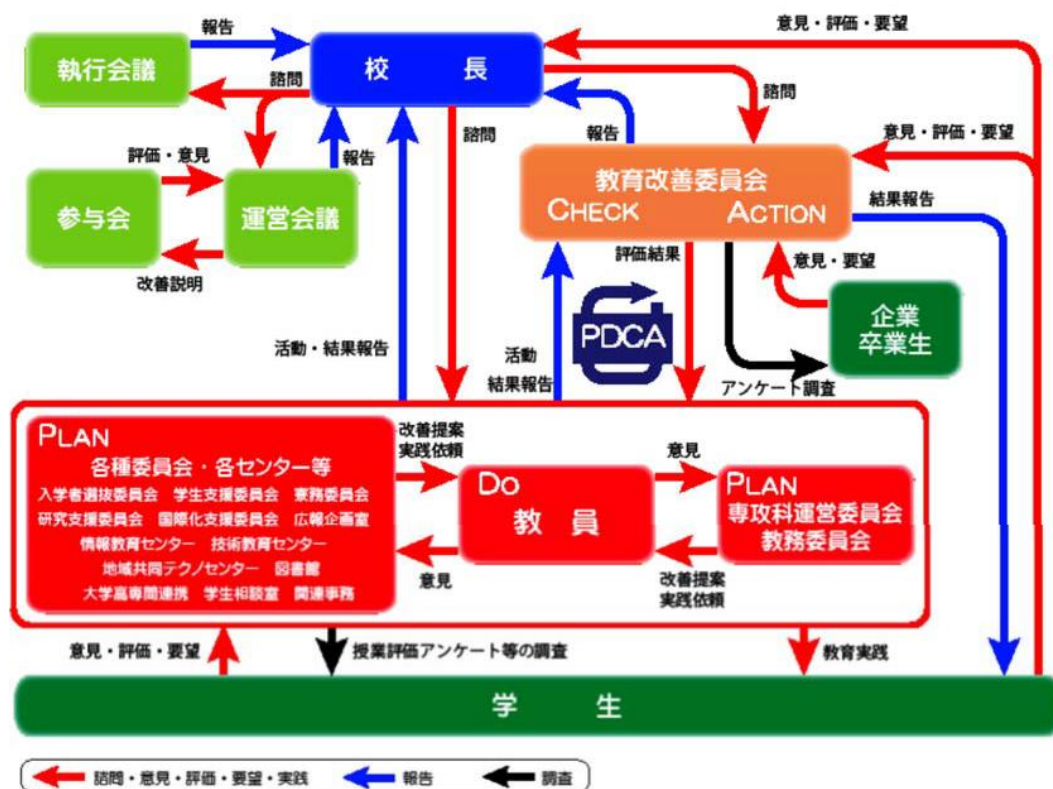 報告
意見・評価・要望
執行会議
校 長
諮問
諮問
報告
諮問
報告
意見・評価・要望
評価・意見
教育改善委員会
CHECK ACTION
参与会
運営会議
結果報告
改善説明
評価結果
意見・要望
企業
卒業生
PDCA
活動・結果報告
活動
結果報告
アンケート調査
PLAN
各種委員会・各センター等
入学者選抜委員会 学生支援委員会 寮務委員会
研究支援委員会 国際化支援委員会 広報企画室
情報教育センター 技術教育センター
地域共同テクノセンター 図書館
大学高専間連携 学生相談室 関連事務
改善提案
実践依頼
意見
DO
教 員
PLAN
専攻科運営委員会
教務委員会
意見
改善提案
実践依頼
意見・評価・要望
授業評価アンケート等の調査
教育実践
学 生
諮問・意見・評価・要望・実践
報告
調査